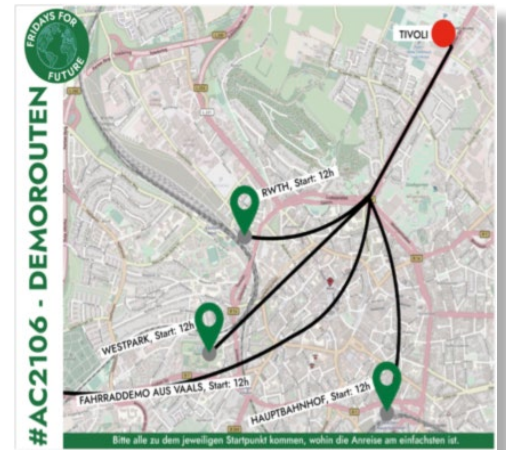 FRIDAYS FOR
FUTURE
#AC2106 - DEMOROUTEN
TIVOLI
RWTH, Start: 12h
WESTPARK, Start: 12h
FAHRRADDEMO AUS VAALS, Start: 12h
HAUPTBAHNHOF, Start: 12h
Bitte alle zu dem jeweiligen Startpunkt kommen, wohin die Anreise am einfachsten ist.